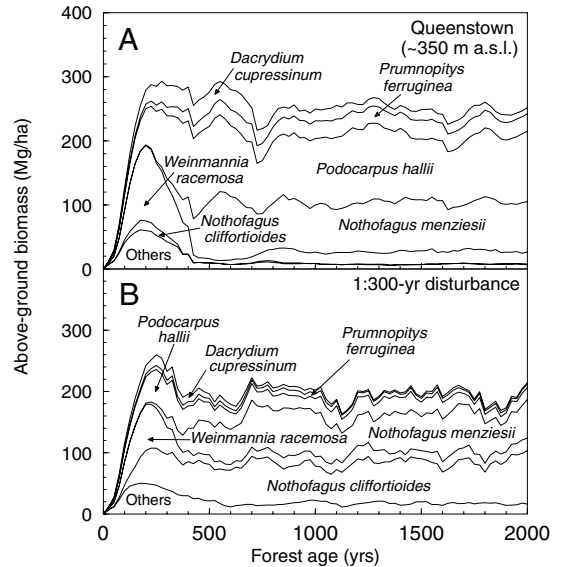 400
A
Queenstown
(~350 m a.s.l.)
Dacrydium
cupressinum
Prumnopitys
ferruginea
300
200
Weinmannia
racemosa
Podocarpus hallii
100
Nothofagus
cliffortioides
Nothofagus menziesii
Others
0
Above-ground biomass (Mg/ha)
B
1:300-yr disturbance
Podocarpus
hallii
Dacrydium
cupressinum
Prumnopitys
ferruginea
300
200
Weinmannia racemosa
Nothofagus menziesii
100
Nothofagus cliffortioides
Others
0
0 500 1000 1500 2000
Forest age (yrs)